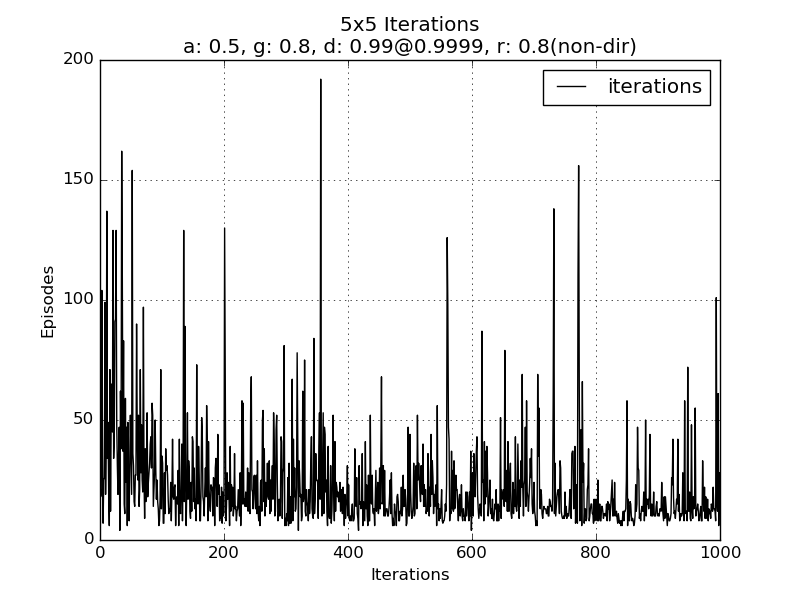 5x5 Iterations
a: 0.5, g: 0.8, d: 0.99@0.9999, r: 0.8(non-dir)
iterations
200
150
100
50
0
Episodes
0 200 400 600 800 1000
Iterations